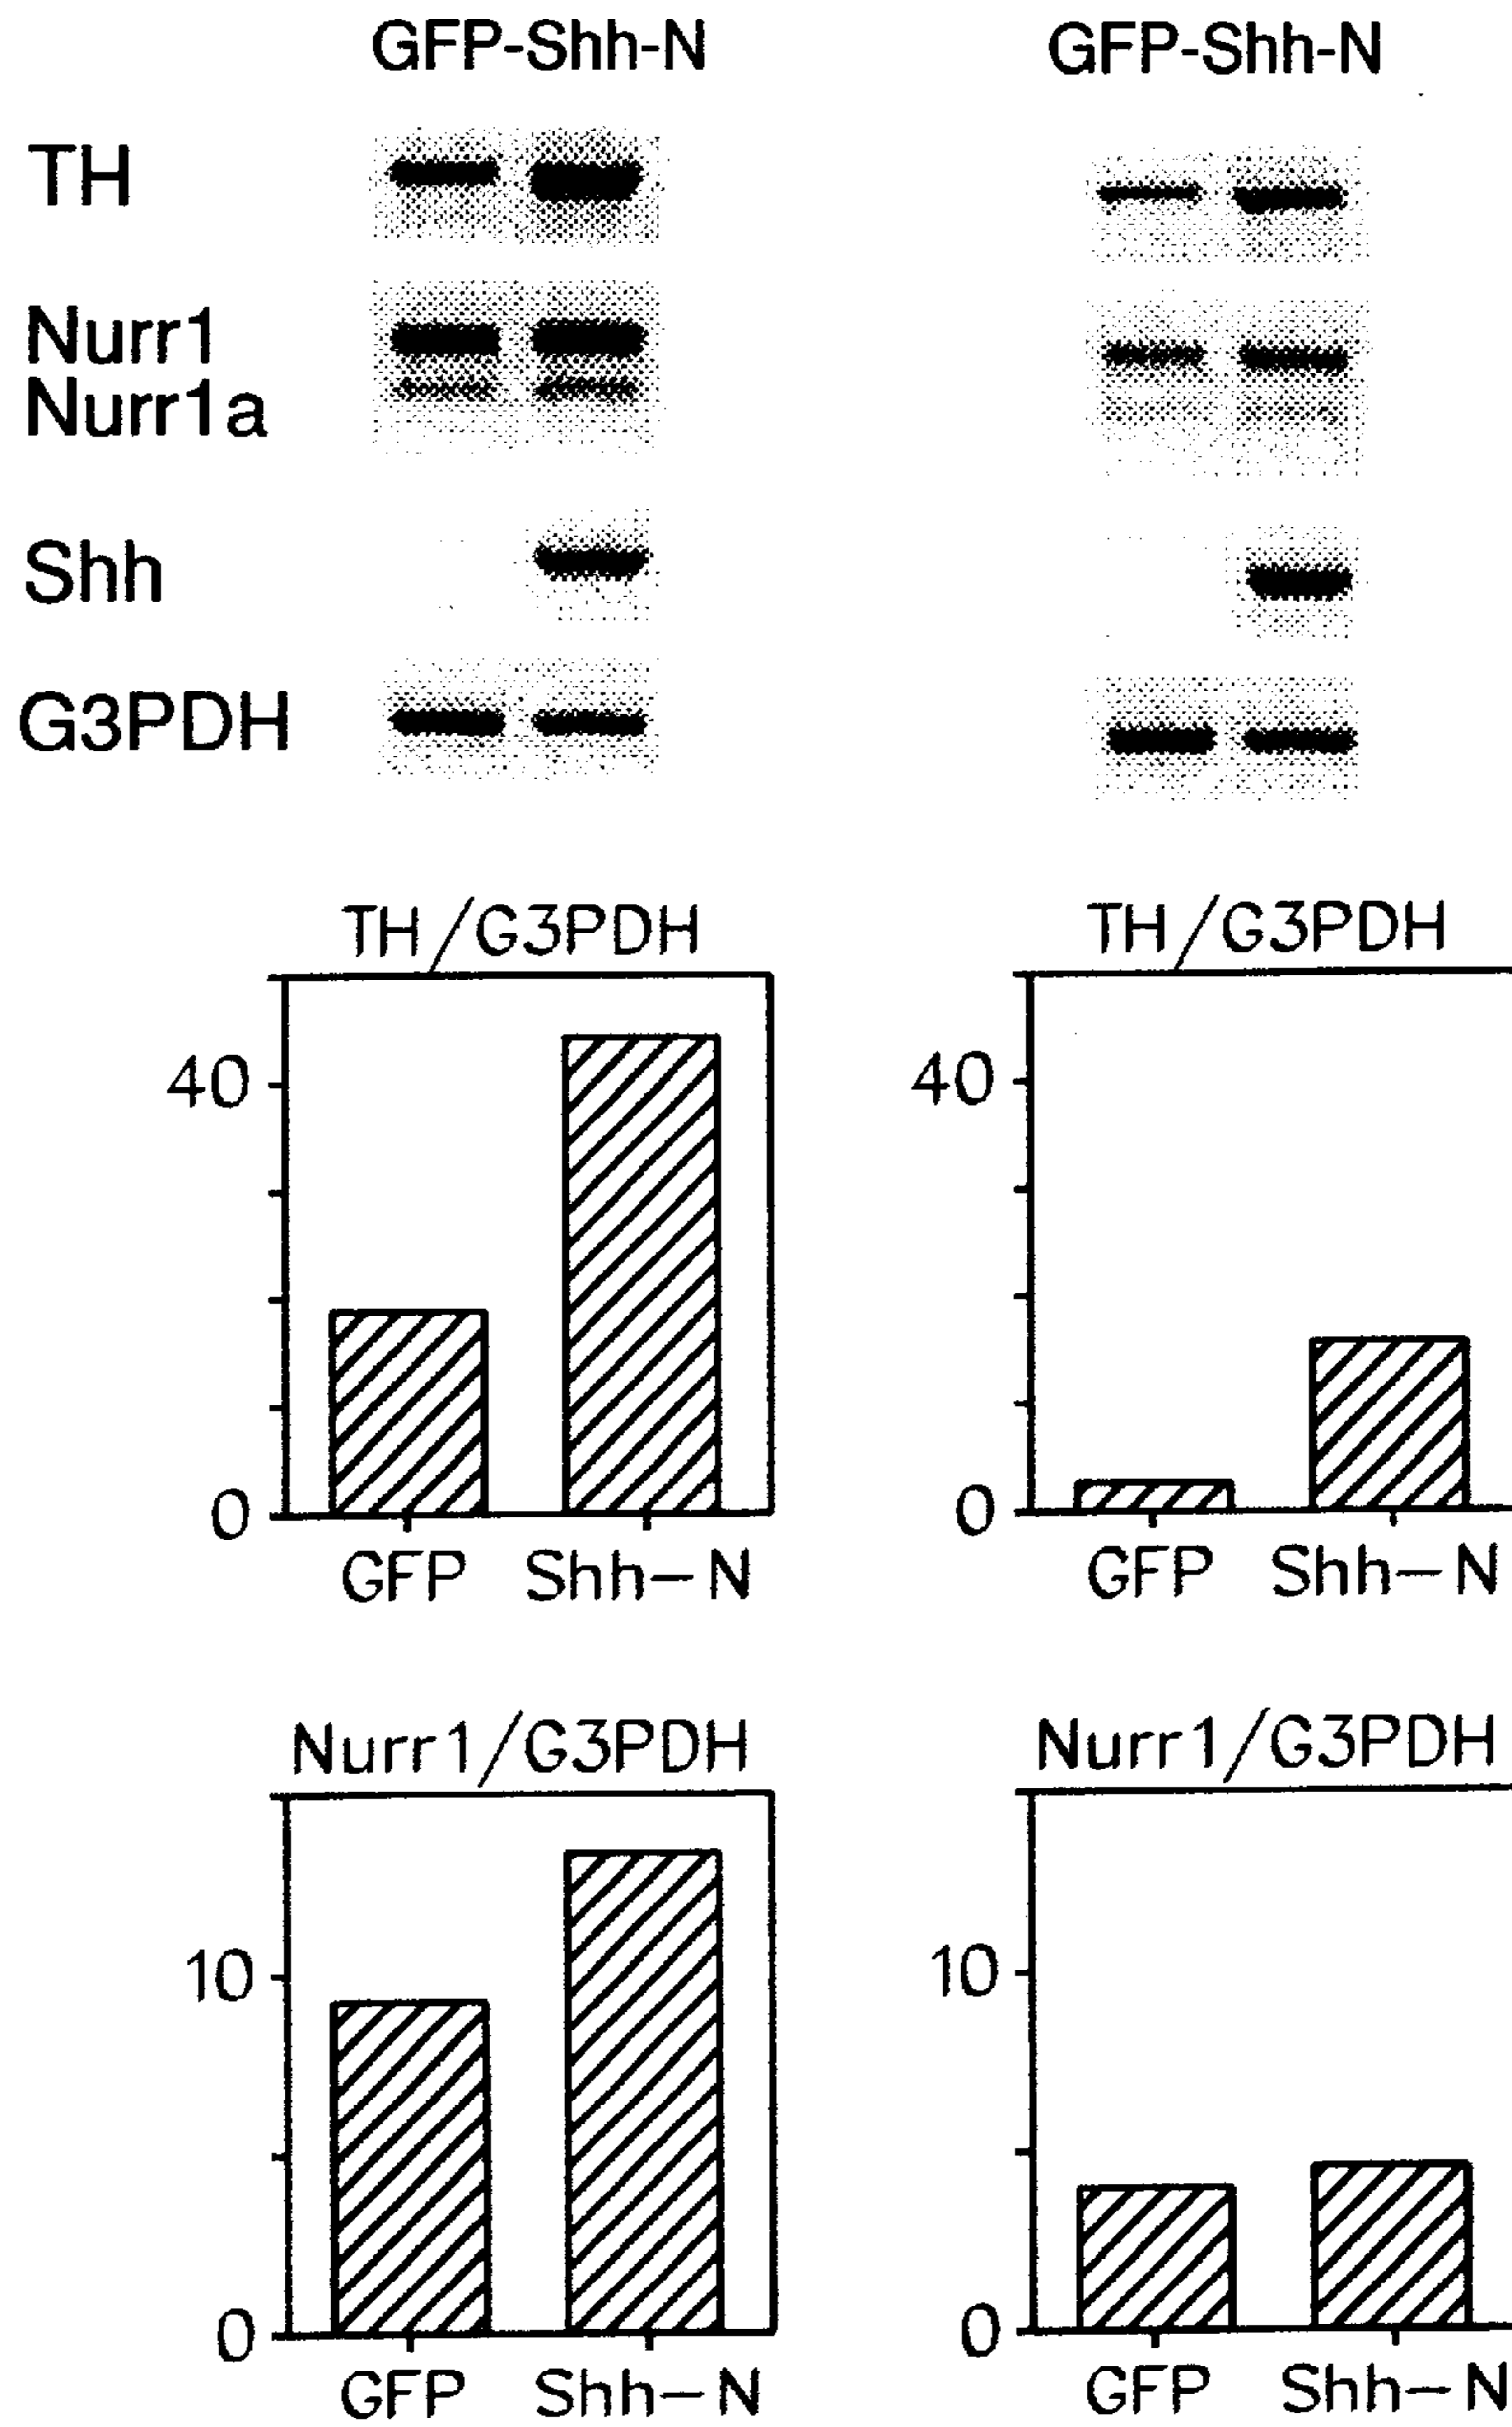 GFP-Shh-N GFP-Shh-N
TH
Nurr1
Nurr1a
Shh
G3PDH
TH/G3PDH TH/G3PDH
40 40
0 0
GFP Shh-N GFP Shh-N
Nurr1/G3PDH Nurr1/G3PDH
10 10
0 0
GFP Shh-N GFP Shh-N